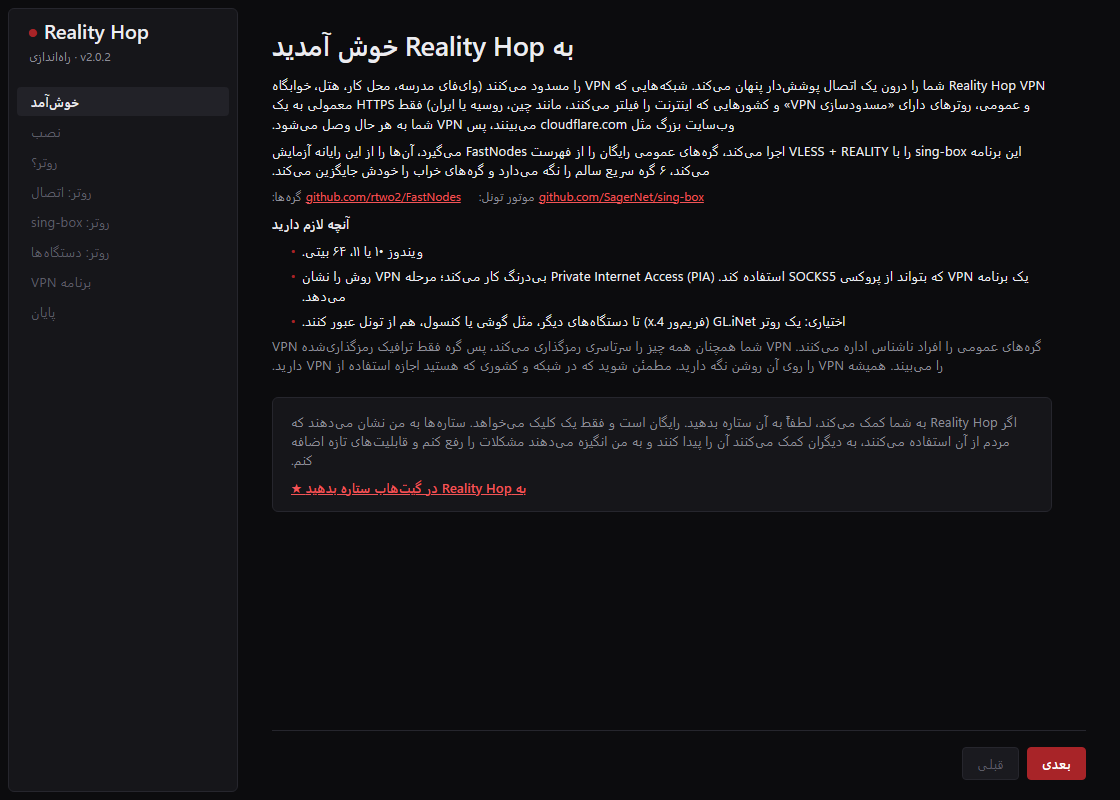 Reality Hop
راه‌اندازی · v2.0.2
خوش‌آمد
نصب
روتر؟
روتر: اتصال
روتر: sing-box
روتر: دستگاه‌ها
برنامه VPN
پایان
به Reality Hop خوش آمدید
Reality Hop VPN شما را درون یک اتصال پوشش‌دار پنهان می‌کند. شبکه‌هایی که VPN را مسدود می‌کنند (وای‌فای مدرسه، محل کار، هتل، خوابگاه
و عمومی، روترهای دارای «مسدودسازی VPN» و کشورهایی که اینترنت را فیلتر می‌کنند، مانند چین، روسیه یا ایران) فقط HTTPS معمولی به یک
وب‌سایت بزرگ مثل cloudflare.com می‌بینند، پس VPN شما به هر حال وصل می‌شود.
این برنامه sing-box را با VLESS + REALITY اجرا می‌کند، گره‌های عمومی رایگان را از فهرست FastNodes می‌گیرد، آن‌ها را از این رایانه آزمایش
می‌کند، ۶ گره سریع سالم را نگه می‌دارد و گره‌های خراب را خودش جایگزین می‌کند.
گره‌ها: github.com/rtwo2/FastNodes موتور تونل: github.com/SagerNet/sing-box
آنچه لازم دارید
• ویندوز ۱۰ یا ۱۱، ۶۴ بیتی.
• یک برنامه VPN که بتواند از پروکسی SOCKS5 استفاده کند. Private Internet Access (PIA) بی‌درنگ کار می‌کند؛ مرحله VPN روش را نشان
می‌دهد.
• اختیاری: یک روتر GL.iNet (فریم‌ور 4.x) تا دستگاه‌های دیگر، مثل گوشی یا کنسول، هم از تونل عبور کنند.
گره‌های عمومی را افراد ناشناس اداره می‌کنند. VPN شما همچنان همه چیز را سرتاسری رمزگذاری می‌کند، پس گره فقط ترافیک رمزگذاری‌شده VPN
را می‌بیند. همیشه VPN را روی آن روشن نگه دارید. مطمئن شوید که در شبکه و کشوری که هستید اجازه استفاده از VPN دارید.
اگر Reality Hop به شما کمک می‌کند، لطفاً به آن ستاره بدهید. رایگان است و فقط یک کلیک می‌خواهد. ستاره‌ها به من نشان می‌دهند که
مردم از آن استفاده می‌کنند، به دیگران کمک می‌کنند آن را پیدا کنند و به من انگیزه می‌دهند مشکلات را رفع کنم و قابلیت‌های تازه اضافه
کنم.
به Reality Hop در گیت‌هاب ستاره بدهید ★
بعدی
قبلی